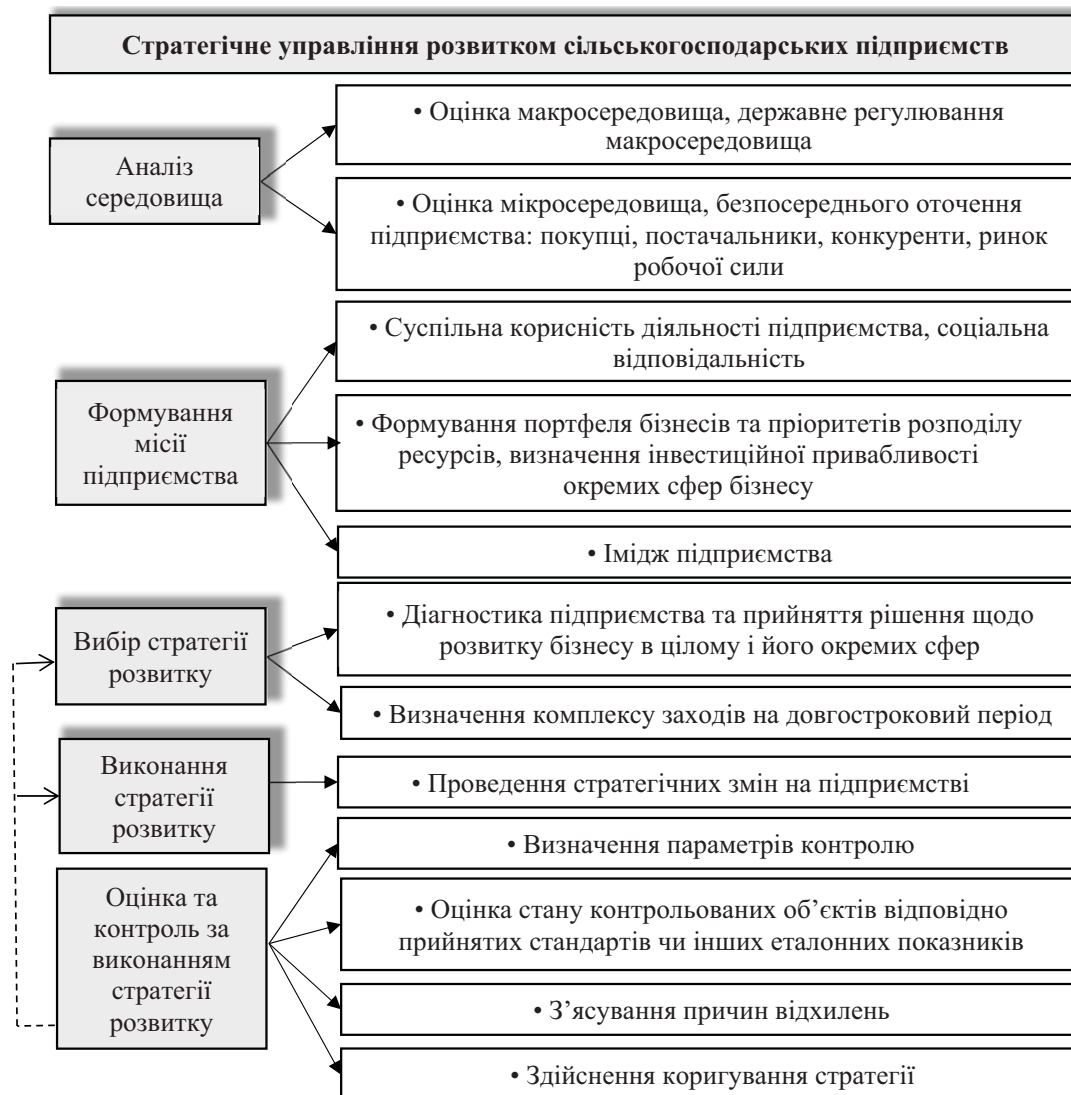 Стратегічне управління розвитком сільськогосподарських підприємств
Аналіз
середовища
• Оцінка макросередовища, державне регулювання
макросередовища
• Оцінка мікросередовища, безпосереднього оточення
підприємства: покупці, постачальники, конкуренти, ринок
робочої сили
Формування
місії
підприємства
• Суспільна корисність діяльності підприємства, соціальна
відповідальність
• Формування портфеля бізнесів та пріоритетів розподілу
ресурсів, визначення інвестиційної привабливості
окремих сфер бізнесу
• Імідж підприємства
Вибір стратегії
розвитку
• Діагностика підприємства та прийняття рішення щодо
розвитку бізнесу в цілому і його окремих сфер
• Визначення комплексу заходів на довгостроковий період
Виконання
стратегії
розвитку
• Проведення стратегічних змін на підприємстві
Оцінка та
контроль за
виконанням
стратегії
розвитку
• Визначення параметрів контролю
• Оцінка стану контрольованих об’єктів відповідно
прийнятих стандартів чи інших еталонних показників
• З’ясування причин відхилень
• Здійснення коригування стратегії